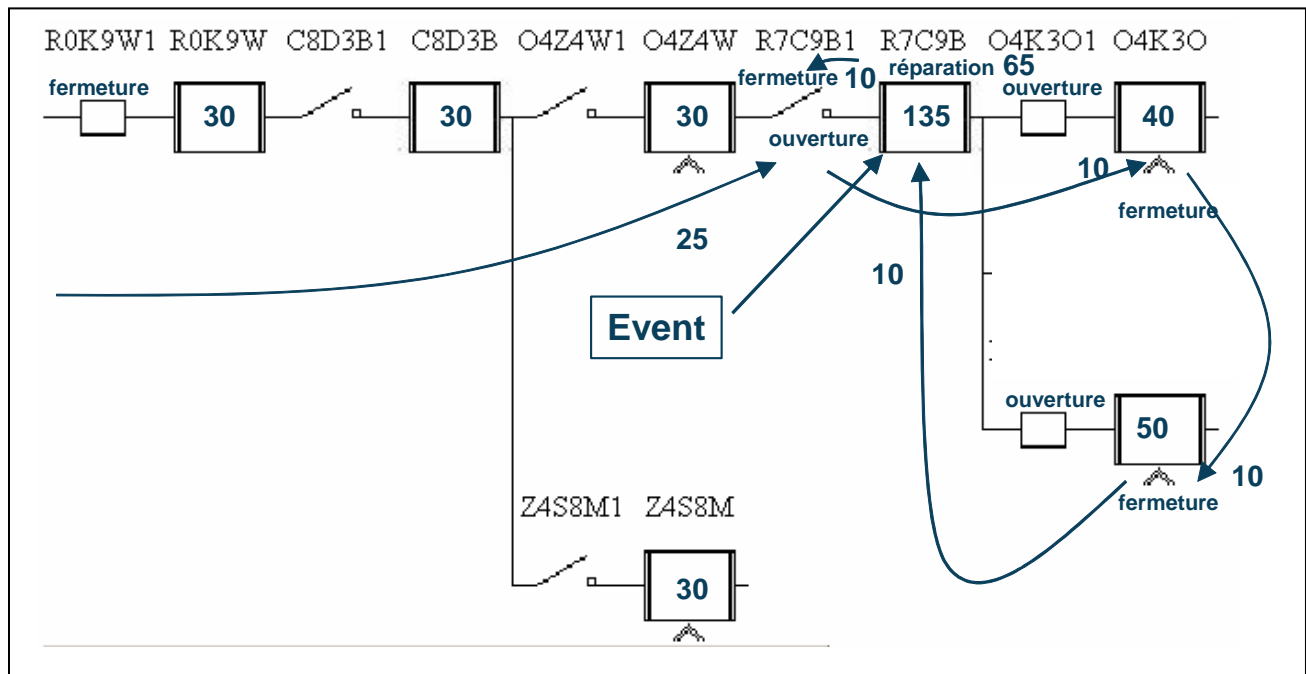 R0K9W1 R0K9W C8D3B1 C8D3B O4Z4W1 O4Z4W R7C9B1 R7C9B O4K3O1 O4K3O
fermeture 10 réparation 65
fermeture ouverture
30 30 30 135 40
ouverture
10
fermeture
25
10
Event
ouverture
50
10
fermeture
Z4S8M1 Z4S8M
30